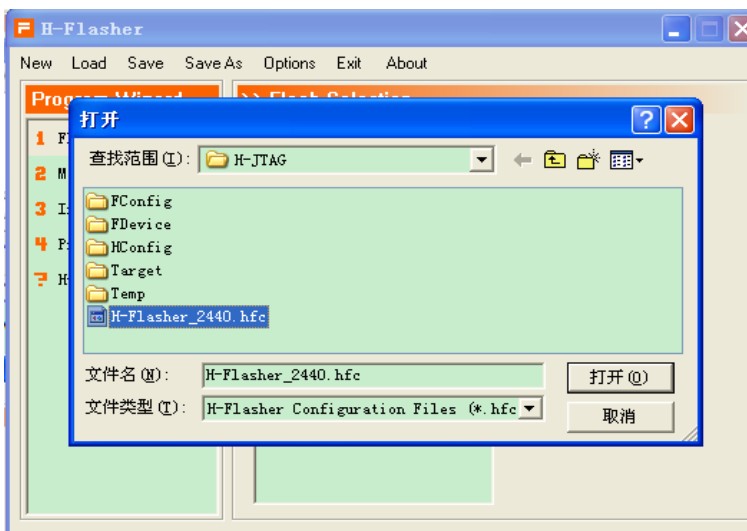 H-Flasher
New Load Save Save As Options Exit About
打开
1 F
查找范围(I): H-JTAG
2 M
FConfig
FDevice
3 I
HConfig
4 P
Target
? H
Temp
H-Flasher_2440.hfc
文件名(N): H-Flasher_2440.hfc
打开(O)
文件类型(T): H-Flasher Configuration Files (*.hfc
取消